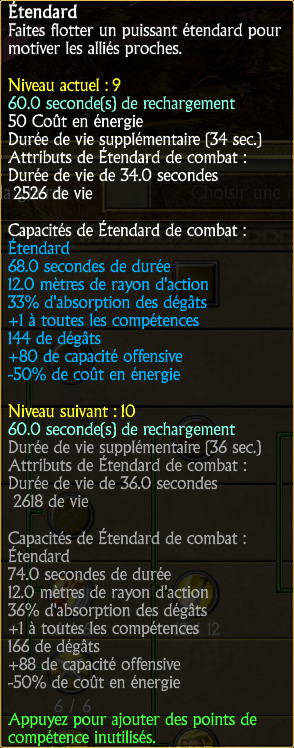 Étendard
Faites flotter un puissant étendard pour
motiver les alliés proches.
Niveau actuel : 9
60.0 seconde(s) de rechargement
50 Coût en énergie
Durée de vie supplémentaire (34 sec.)
Attributs de Étendard de combat :
Durée de vie de 34.0 secondes
2526 de vie
Capacités de Étendard de combat :
Étendard
68.0 secondes de durée
12.0 mètres de rayon d'action
33% d'absorption des dégâts
+1 à toutes les compétences
144 de dégâts
+80 de capacité offensive
-50% de coût en énergie
Niveau suivant : 10
60.0 seconde(s) de rechargement
Durée de vie supplémentaire (36 sec.)
Attributs de Étendard de combat :
Durée de vie de 36.0 secondes
2618 de vie
Capacités de Étendard de combat :
Étendard
74.0 secondes de durée
12.0 mètres de rayon d'action
36% d'absorption des dégâts
+1 à toutes les compétences
166 de dégâts
+88 de capacité offensive
-50% de coût en énergie
6 / 6
Appuyez pour ajouter des points de
compétence inutilisés.